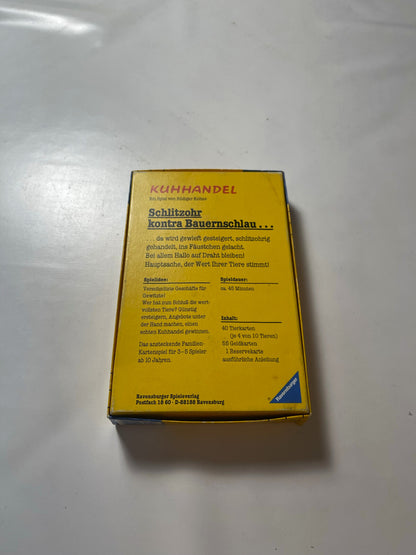 KUHHANDEL
Ein Spiel von Rüdiger Koltze
Schlitzohr
kontra Bauernschlau . . .
. . . da wird gewieft gesteigert, schlitzohrig
gehandelt, ins Fäustchen gelacht.
Bei allem Hallo auf Draht bleiben!
Hauptsache, der Wert Ihrer Tiere stimmt!
Spielidee:
Verzwickteste Geschäfte für
Gewitzte!
Wer hat zum Schluß die wert-
vollsten Tiere? Günstig
ersteigern, Angebote unter
der Hand machen, einen
echten Kuhhandel gewinnen.
Das ansteckende Familien-
Kartenspiel für 3–5 Spieler
ab 10 Jahren.
Spieldauer:
ca. 45 Minuten
Inhalt:
40 Tierkarten
(je 4 von 10 Tieren)
55 Geldkarten
1 Reservekarte
ausführliche Anleitung
Ravensburger Spieleverlag
Postfach 18 60 · D-88188 Ravensburg
Ravensburger